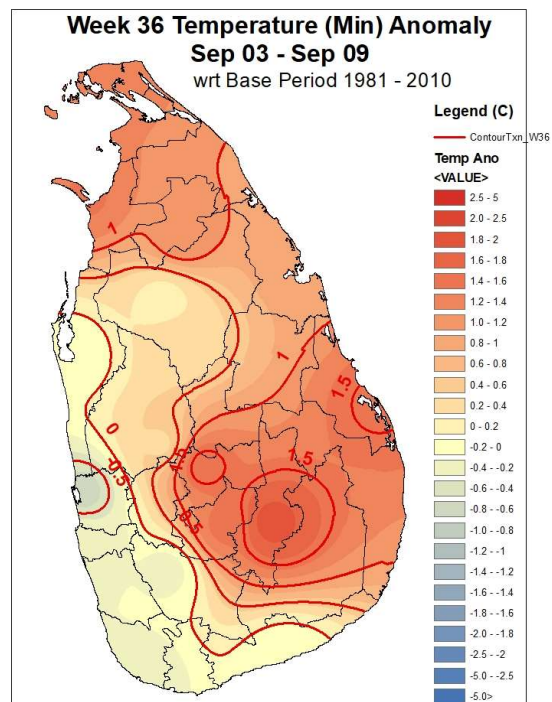 Week 36 Temperature (Min) Anomaly
Sep 03 - Sep 09
wrt Base Period 1981 - 2010
Legend (C)
ContourTxn_W36
Temp Ano
<VALUE>
2.5 - 5
2.0 - 2.5
1.8 - 2
1.6 - 1.8
1.4 - 1.6
1.2 - 1.4
1.0 - 1.2
0.8 - 1
0.6 - 0.8
0.4 - 0.6
0.2 - 0.4
0 - 0.2
-0.2 - 0
-0.4 - -0.2
-0.6 - -0.4
-0.8 - -0.6
-1.0 - -0.8
-1.2 - -1
-1.4 - -1.2
-1.6 - -1.4
-1.8 - -1.6
-2.0 - -1.8
-2.5 - -2
-5.0 - -2.5
-5.0>
1
1
1.5
0
-0.5
1.5
0.5
1.5